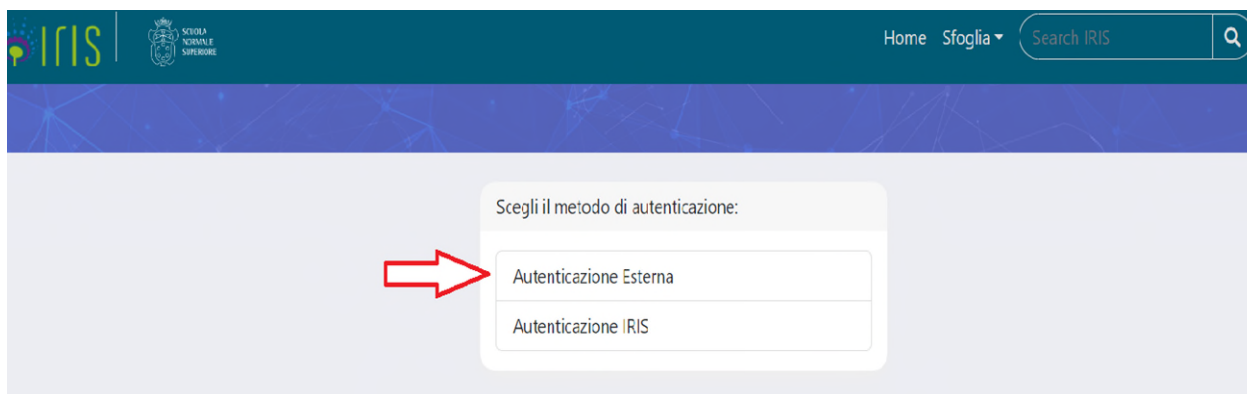 IRIS
SCUOLA
NORMALE
SUPERIORE
Home Sfoglia Search IRIS
Scegli il metodo di autenticazione:
Autenticazione Esterna
Autenticazione IRIS